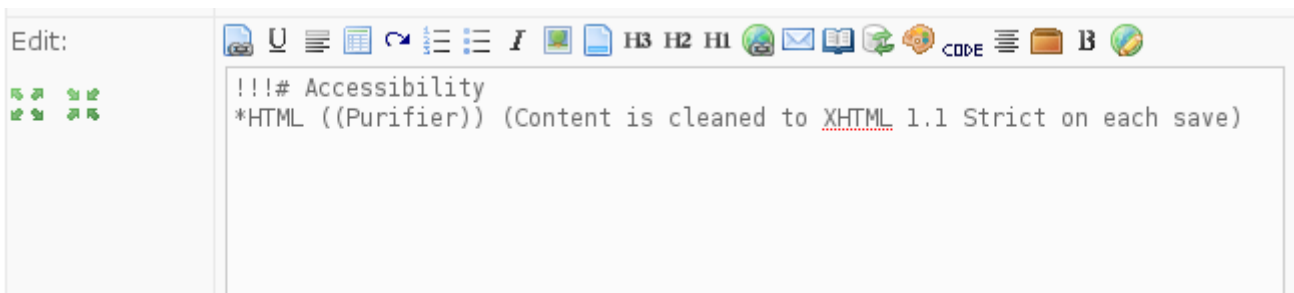 Edit: U I H3 H2 H1 CODE B
!!!# Accessibility
*HTML ((Purifier)) (Content is cleaned to XHTML 1.1 Strict on each save)